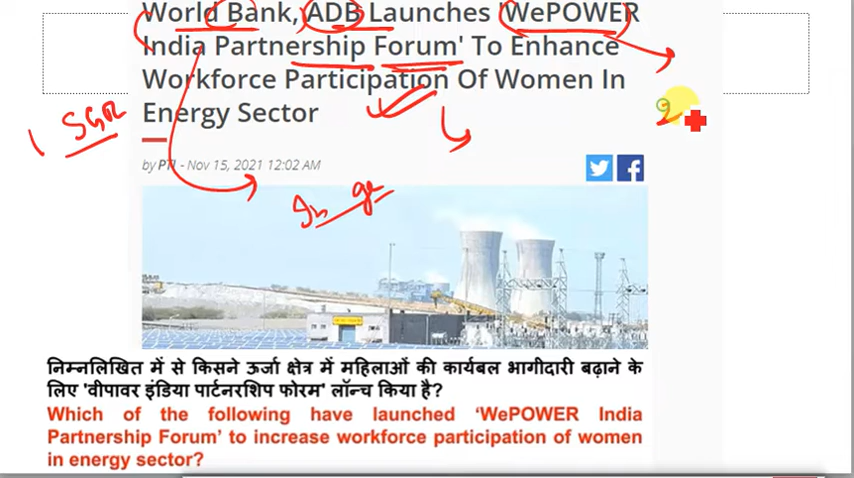 World Bank, ADB Launches 'WePOWER
India Partnership Forum' To Enhance
Workforce Participation Of Women In
Energy Sector
by PTI - Nov 15, 2021 12:02 AM
निम्नलिखित में से किसने ऊर्जा क्षेत्र में महिलाओं की कार्यबल भागीदारी बढ़ाने के
लिए 'वीपावर इंडिया पार्टनरशिप फोरम' लॉन्च किया है?
Which of the following have launched ‘WePOWER India
Partnership Forum’ to increase workforce participation of women
in energy sector?